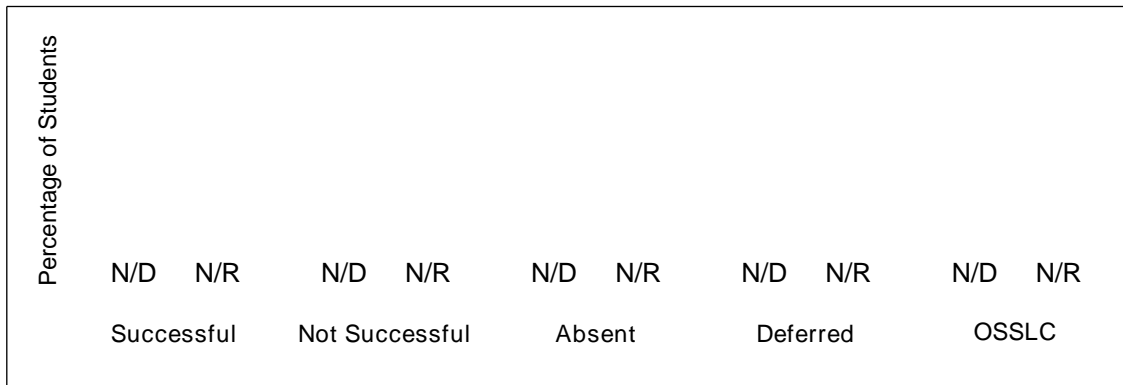 Percentage of Students
N/D N/R N/D N/R N/D N/R N/D N/R N/D N/R
Successful Not Successful Absent Deferred OSSLC